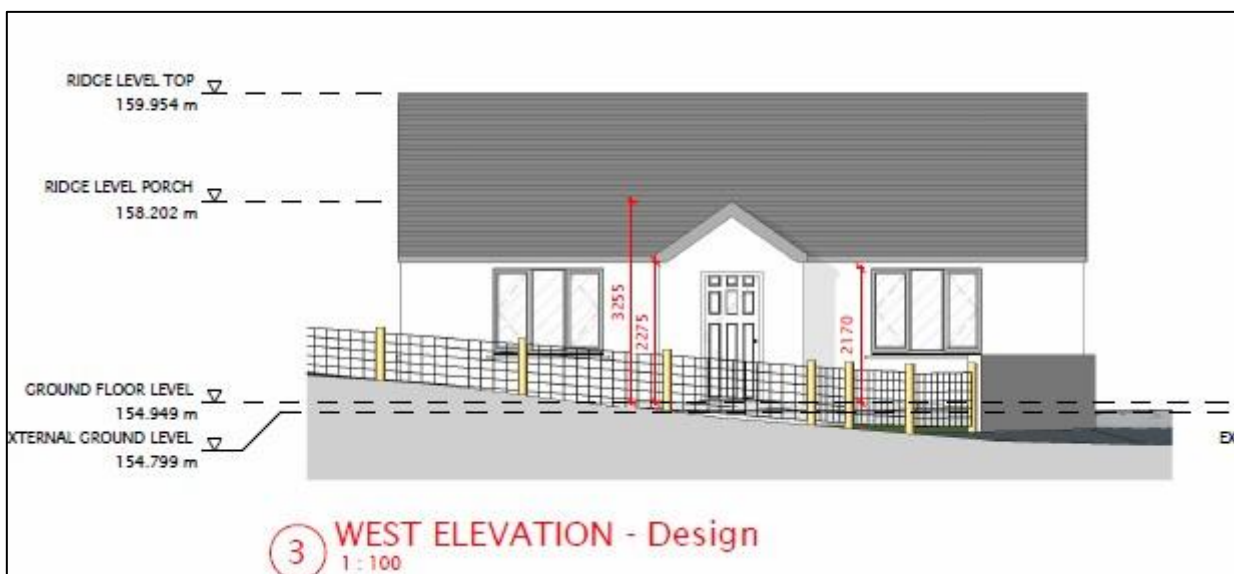 RIDGE LEVEL TOP
159.954 m
RIDGE LEVEL PORCH
158.202 m
3255
2275
2170
GROUND FLOOR LEVEL
154.949 m
XTERNAL GROUND LEVEL
154.799 m
EX
3 WEST ELEVATION - Design
1 : 100